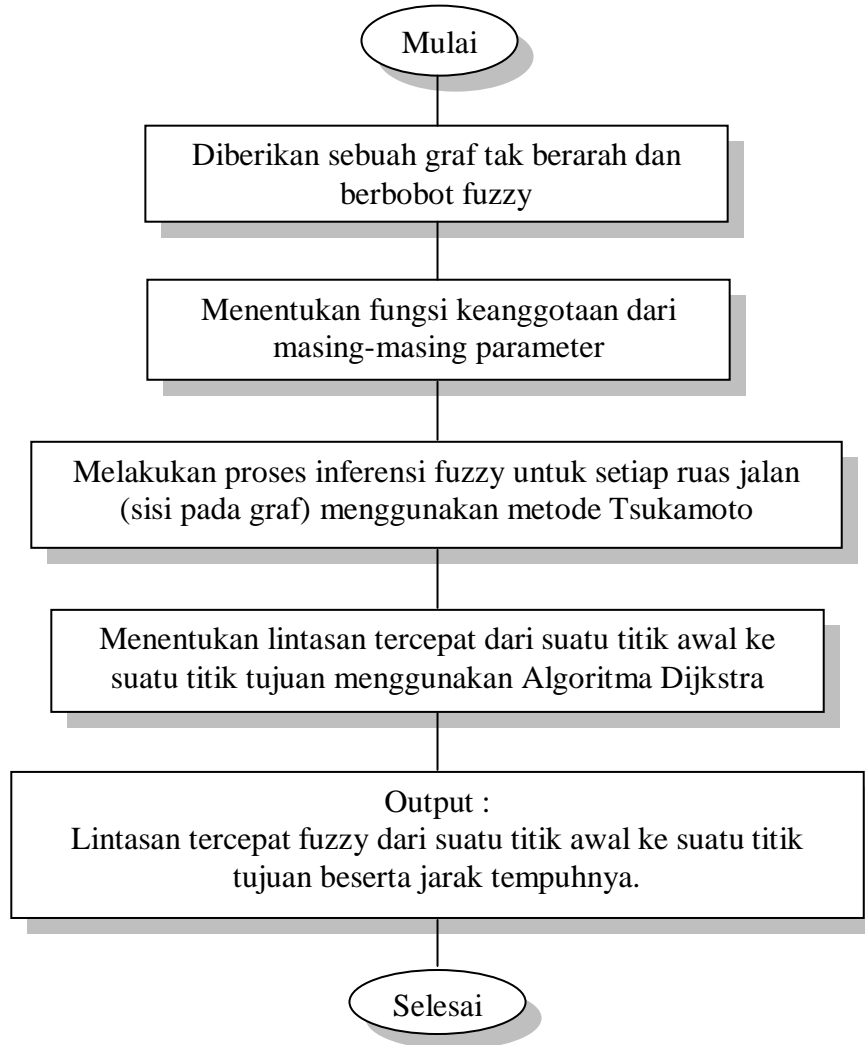 Mulai
Diberikan sebuah graf tak berarah dan
berbobot fuzzy
Menentukan fungsi keanggotaan dari
masing-masing parameter
Melakukan proses inferensi fuzzy untuk setiap ruas jalan
(sisi pada graf) menggunakan metode Tsukamoto
Menentukan lintasan tercepat dari suatu titik awal ke
suatu titik tujuan menggunakan Algoritma Dijkstra
Output :
Lintasan tercepat fuzzy dari suatu titik awal ke suatu titik
tujuan beserta jarak tempuhnya.
Selesai